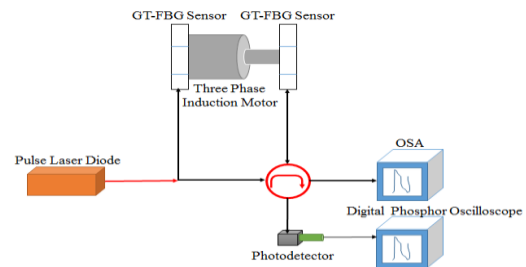 GT-FBG Sensor
GT-FBG Sensor
Three Phase
Induction Motor
OSA
Pulse Laser Diode
Digital Phosphor Oscilloscope
Photodetector